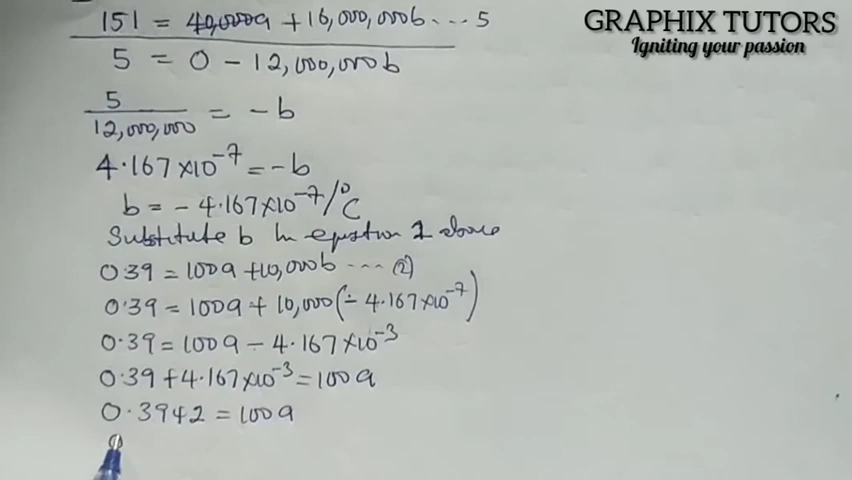 GRAPHIX TUTORS
Igniting your passion
151 = 40,000a + 16,000,000b ... 5
5 = 0 - 12,000,000b
5/12,000,000 = -b
4.167×10⁻⁷ = -b
b = -4.167×10⁻⁷/°C
Substitute b in equation 2 above
0.39 = 100a + 10,000b ... (2)
0.39 = 100a + 10,000(-4.167×10⁻⁷)
0.39 = 100a - 4.167×10⁻³
0.39 + 4.167×10⁻³ = 100a
0.3942 = 100a